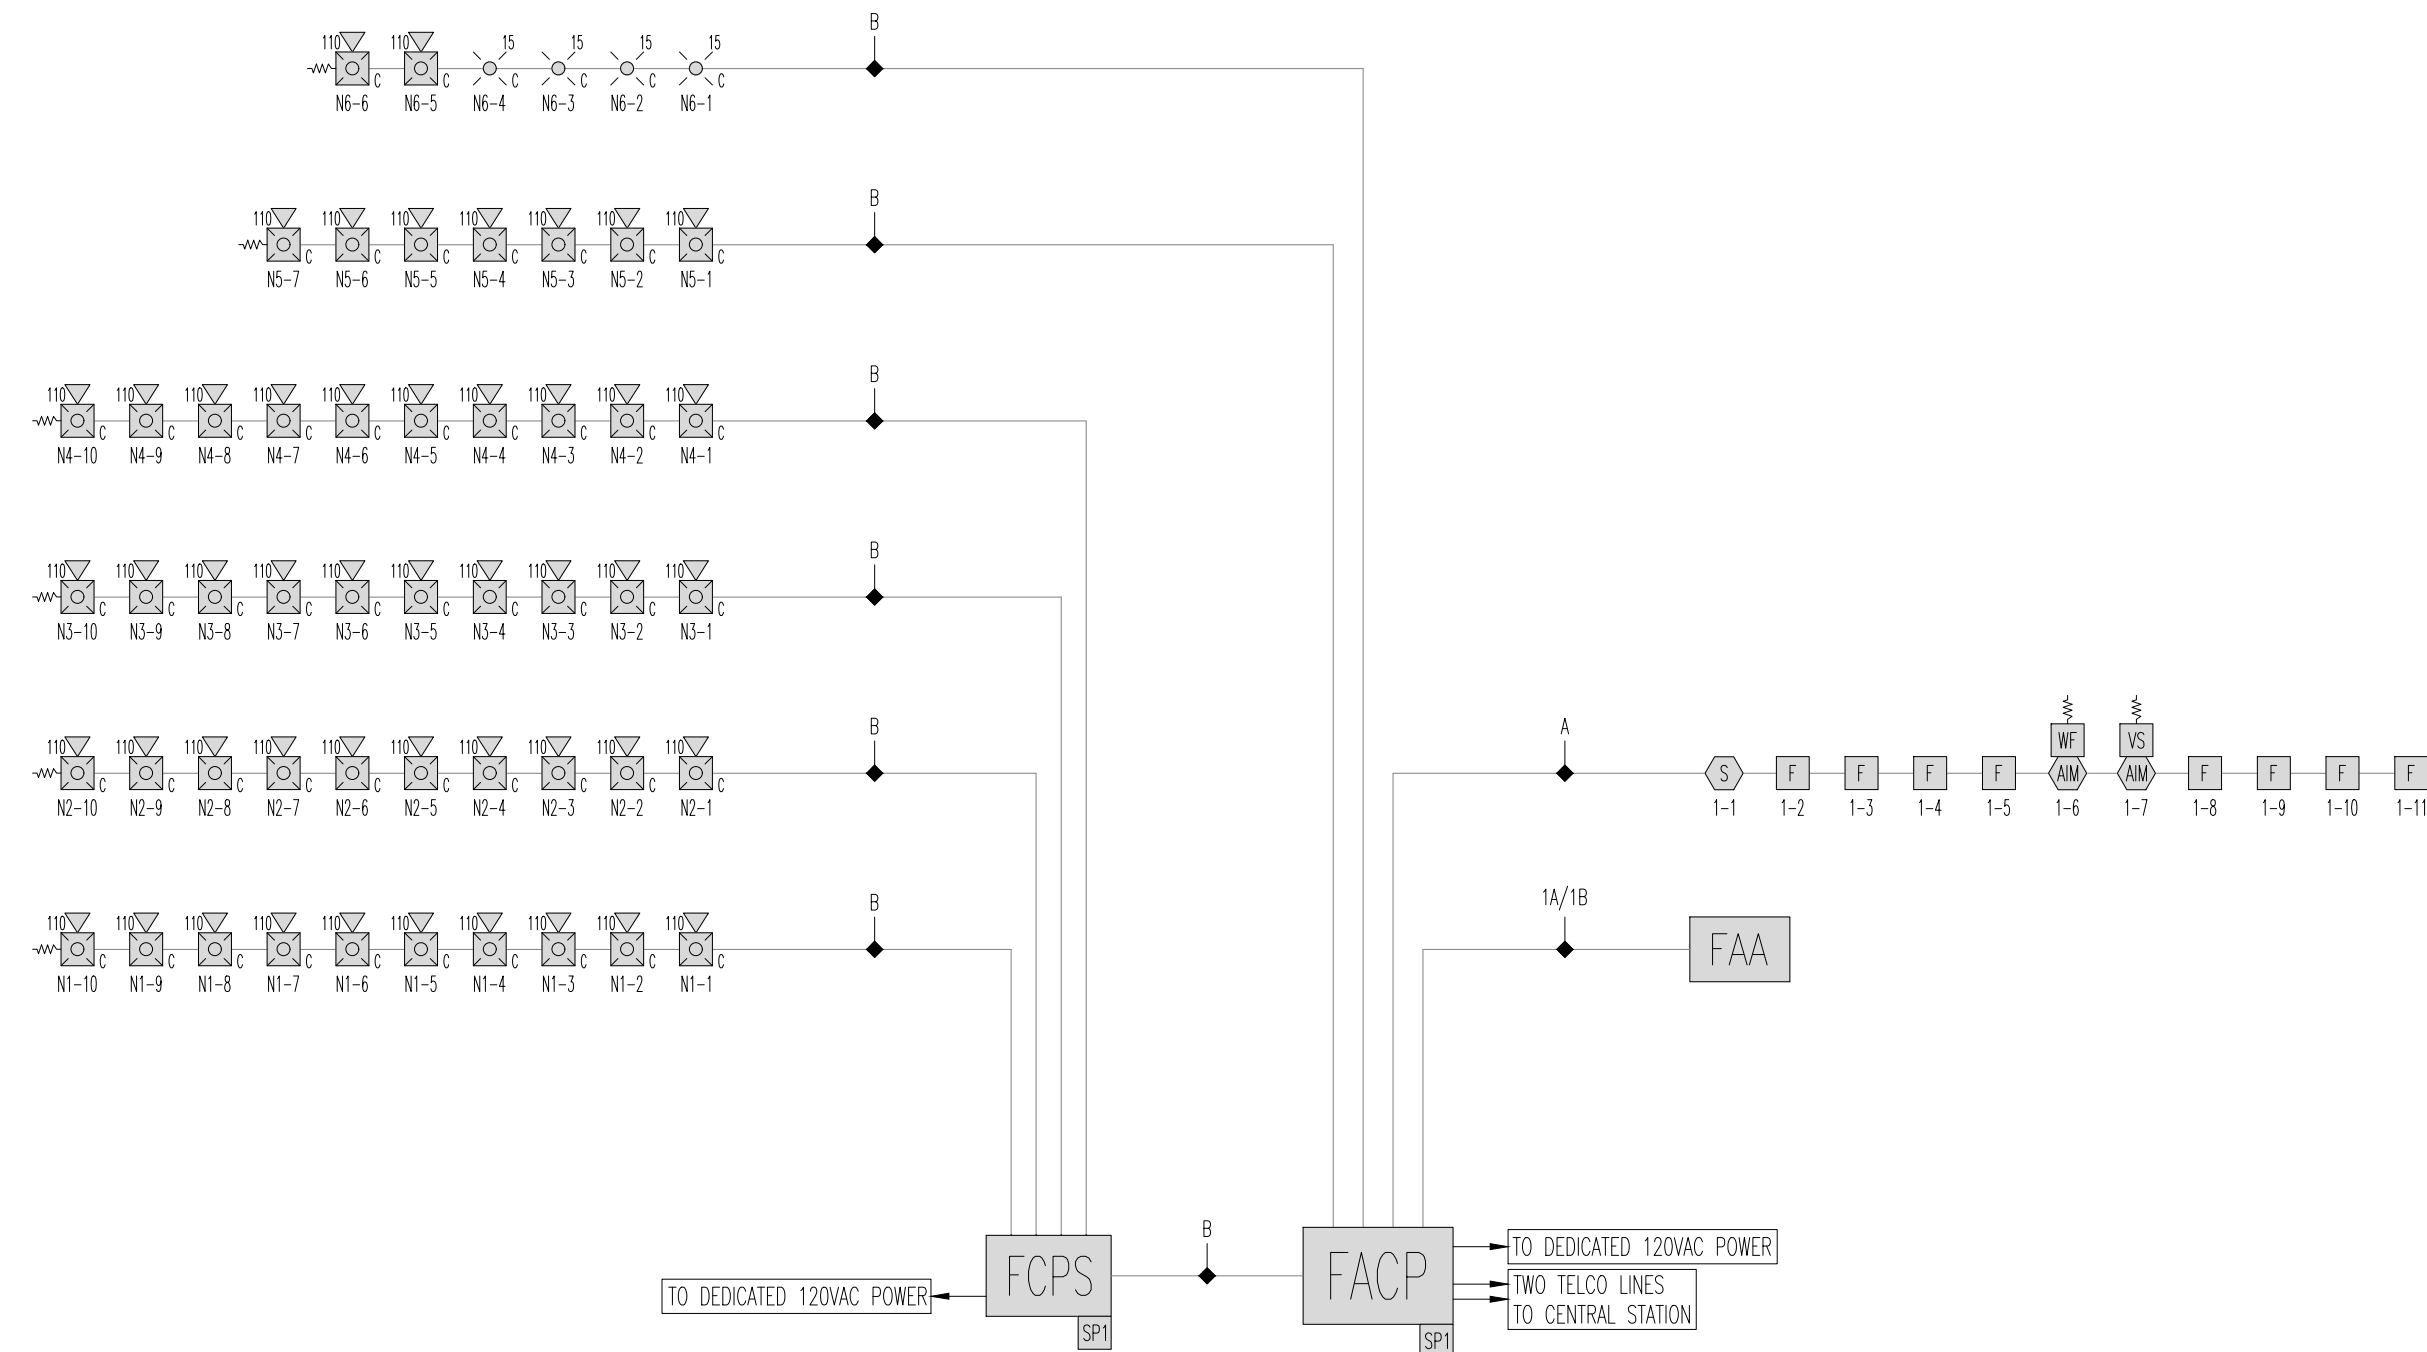 B
110 110 15 15 15 15
C C C C C C
N6-6 N6-5 N6-4 N6-3 N6-2 N6-1
B
110 110 110 110 110 110 110
C C C C C C C
N5-7 N5-6 N5-5 N5-4 N5-3 N5-2 N5-1
B
110 110 110 110 110 110 110 110 110 110
C C C C C C C C C C
N4-10 N4-9 N4-8 N4-7 N4-6 N4-5 N4-4 N4-3 N4-2 N4-1
B
110 110 110 110 110 110 110 110 110 110
C C C C C C C C C C
N3-10 N3-9 N3-8 N3-7 N3-6 N3-5 N3-4 N3-3 N3-2 N3-1
B
110 110 110 110 110 110 110 110 110 110
C C C C C C C C C C
N2-10 N2-9 N2-8 N2-7 N2-6 N2-5 N2-4 N2-3 N2-2 N2-1
A
WF VS
S F F F F AIM AIM F F F F
1-1 1-2 1-3 1-4 1-5 1-6 1-7 1-8 1-9 1-10 1-11
B
110 110 110 110 110 110 110 110 110 110
C C C C C C C C C C
N1-10 N1-9 N1-8 N1-7 N1-6 N1-5 N1-4 N1-3 N1-2 N1-1
1A/1B
FAA
TO DEDICATED 120VAC POWER
FCPS
SP1
B
FACP
SP1
TO DEDICATED 120VAC POWER
TWO TELCO LINES
TO CENTRAL STATION